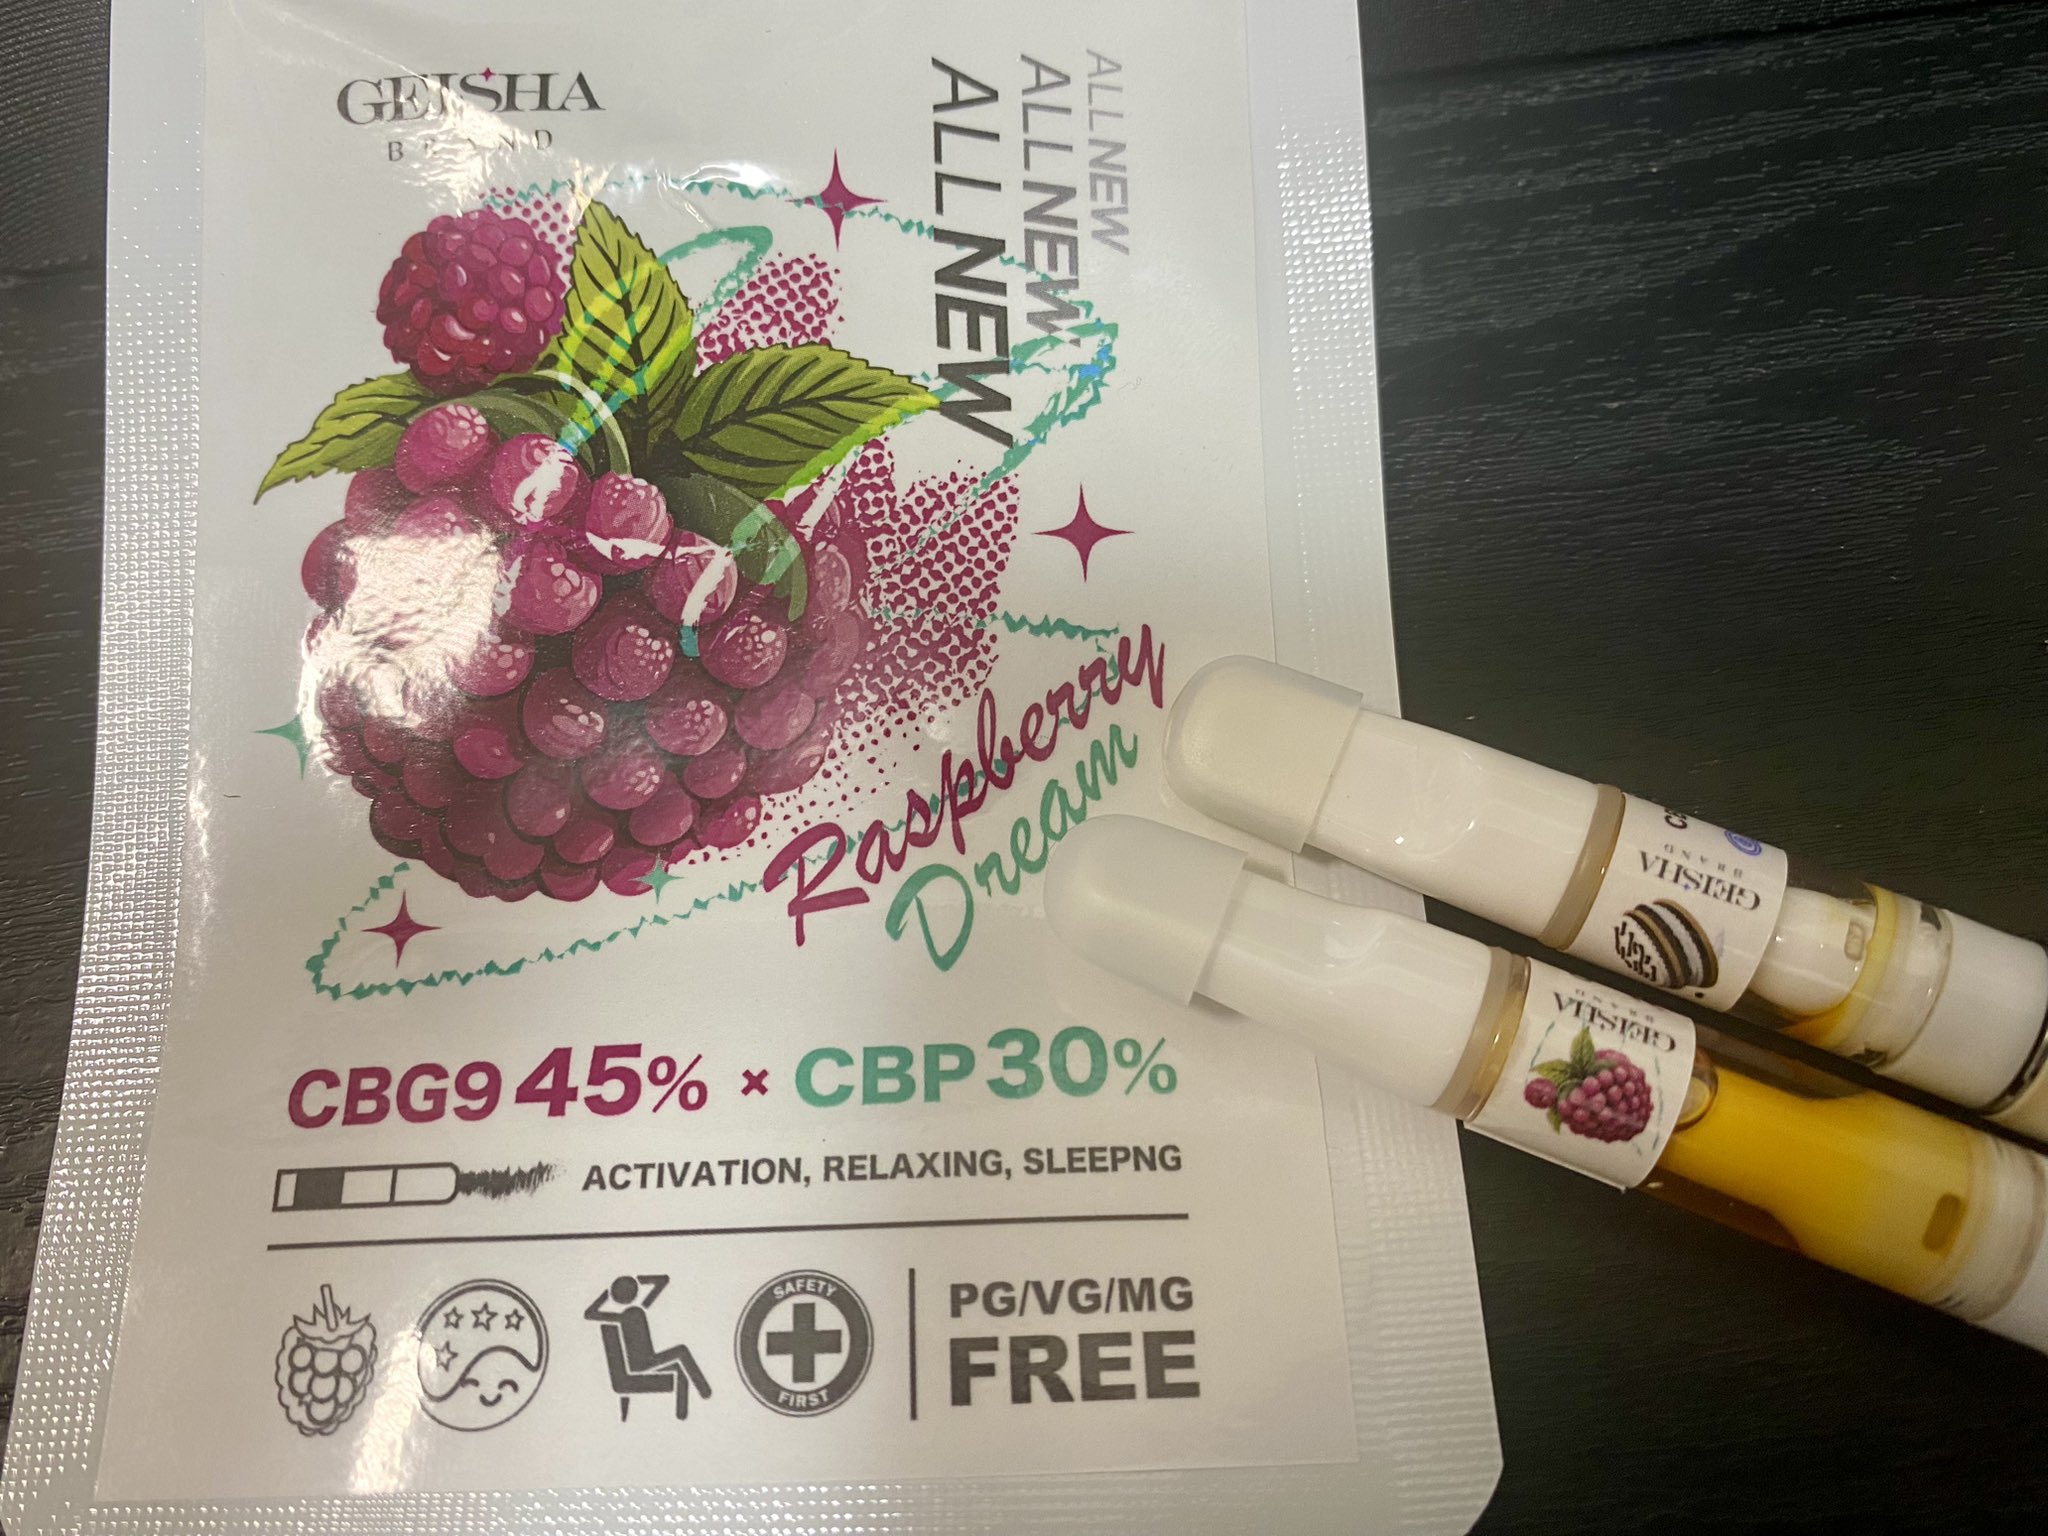 GEISHA
BRAND
ALL NEW
ALL NEW
ALL NEW
Raspberry
Dream
CBG9 45% × CBP 30%
ACTIVATION, RELAXING, SLEEPNG
SAFETY
FIRST
PG/VG/MG
FREE
GEISHA
BRAND
GEISHA
BRAND